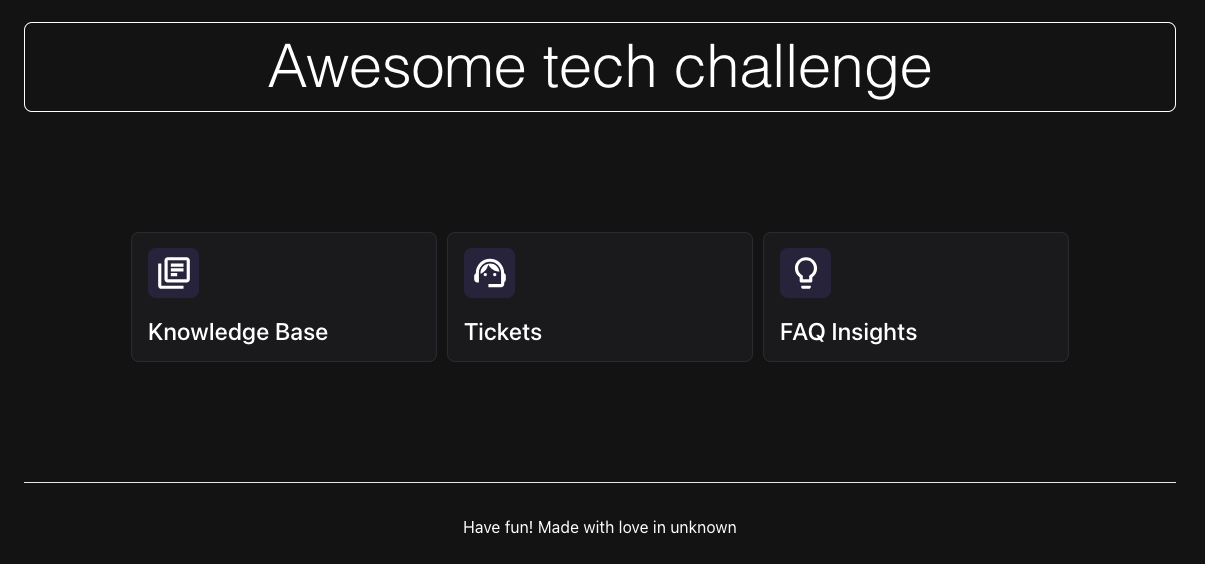 Awesome tech challenge
Knowledge Base
Tickets
FAQ Insights
Have fun! Made with love in unknown